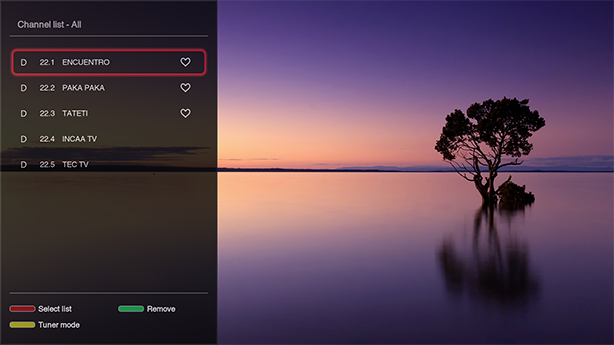 Channel list - All
D 22.1 ENCUENTRO
D 22.2 PAKA PAKA
D 22.3 TATETI
D 22.4 INCAA TV
D 22.5 TEC TV
Select list Remove
Tuner mode